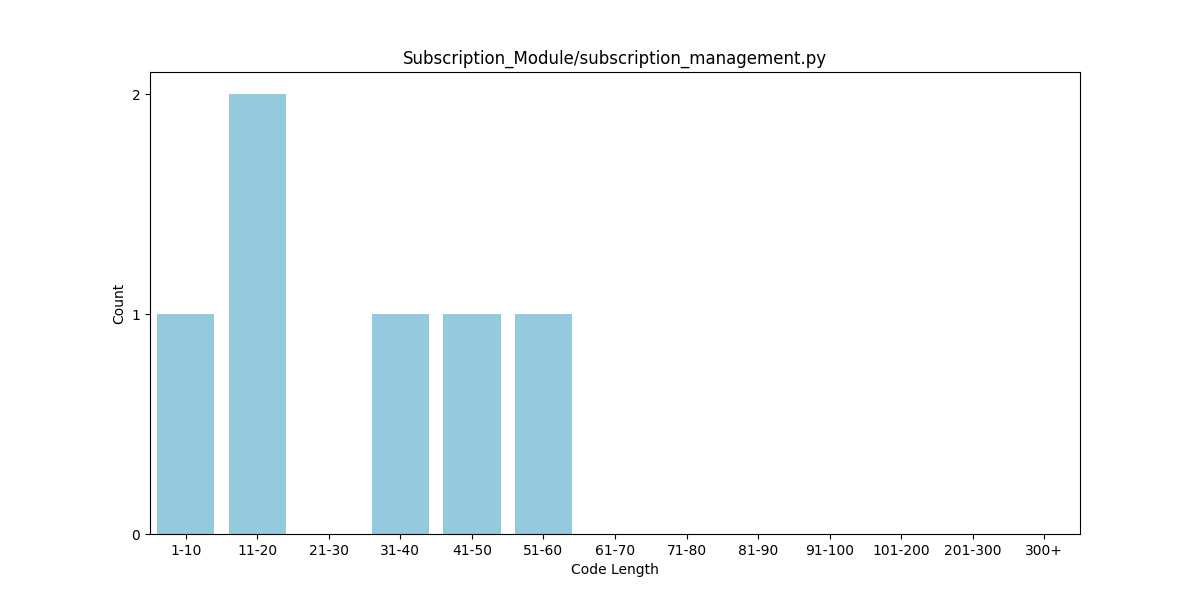 Subscription_Module/subscription_management.py
Count
2
1
0
1-10 11-20 21-30 31-40 41-50 51-60 61-70 71-80 81-90 91-100 101-200 201-300 300+
Code Length